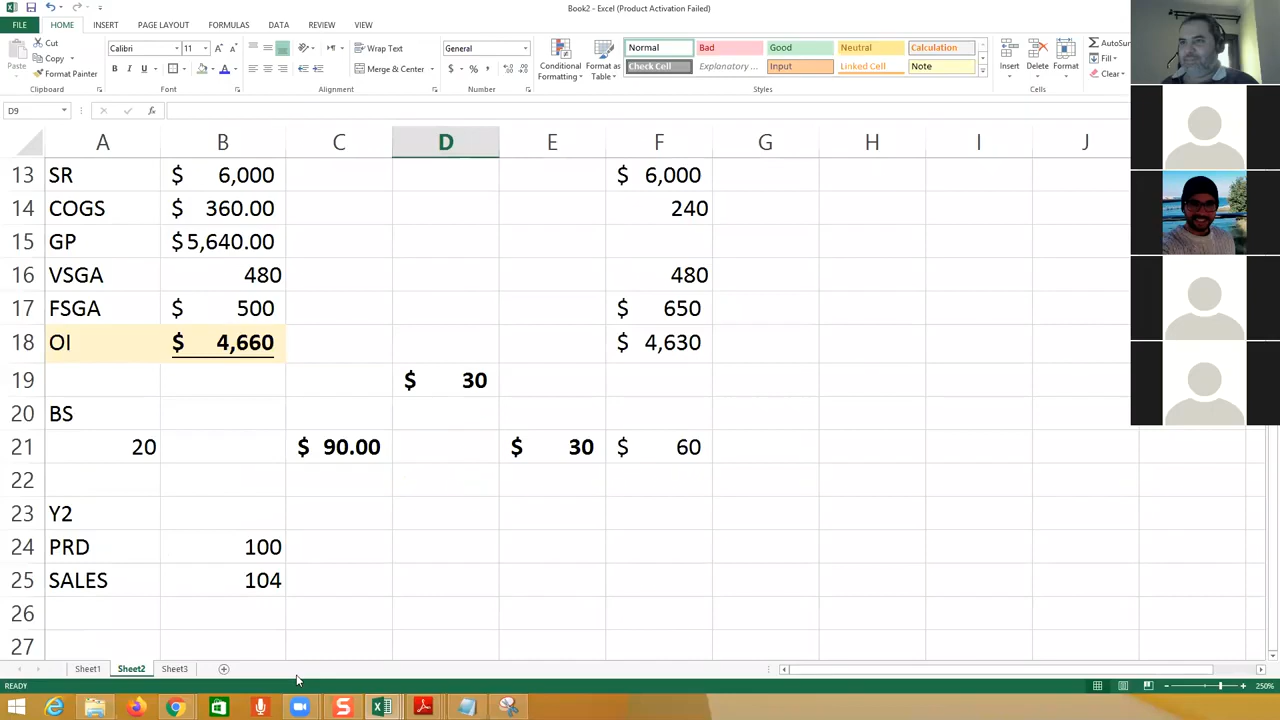 Book2 - Excel (Product Activation Failed)
FILE HOME INSERT PAGE LAYOUT FORMULAS DATA REVIEW VIEW
Cut
Copy
Format Painter
Paste
Clipboard
Calibri 11
B I U
Font
Wrap Text
Merge & Center
Alignment
General
$ % ,
Number
Conditional Formatting
Format as Table
Normal Bad Good Neutral Calculation
Check Cell Explanatory ... Input Linked Cell Note
Styles
Insert Delete Format
Cells
AutoSum
Fill
Clear
D9 fx
A B C D E F G H I J
13 SR $ 6,000 $ 6,000
14 COGS $ 360.00 240
15 GP $5,640.00
16 VSGA 480 480
17 FSGA $ 500 $ 650
18 OI $ 4,660 $ 4,630
19 $ 30
20 BS
21 20 $ 90.00 $ 30 $ 60
22
23 Y2
24 PRD 100
25 SALES 104
26
27
Sheet1 Sheet2 Sheet3
READY 250%